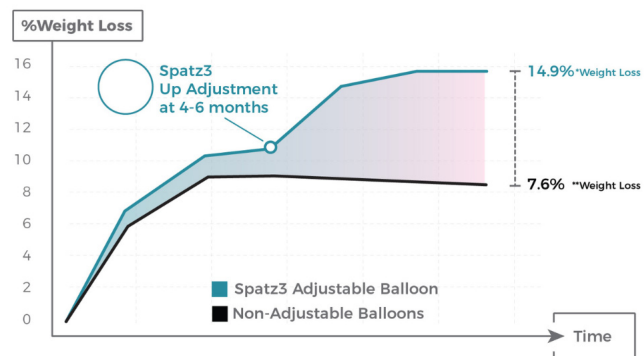 %Weight Loss
16
14
12
10
8
6
4
2
0
Spatz3
Up Adjustment
at 4-6 months
14.9%*Weight Loss
7.6% **Weight Loss
Spatz3 Adjustable Balloon
Non-Adjustable Balloons
Time